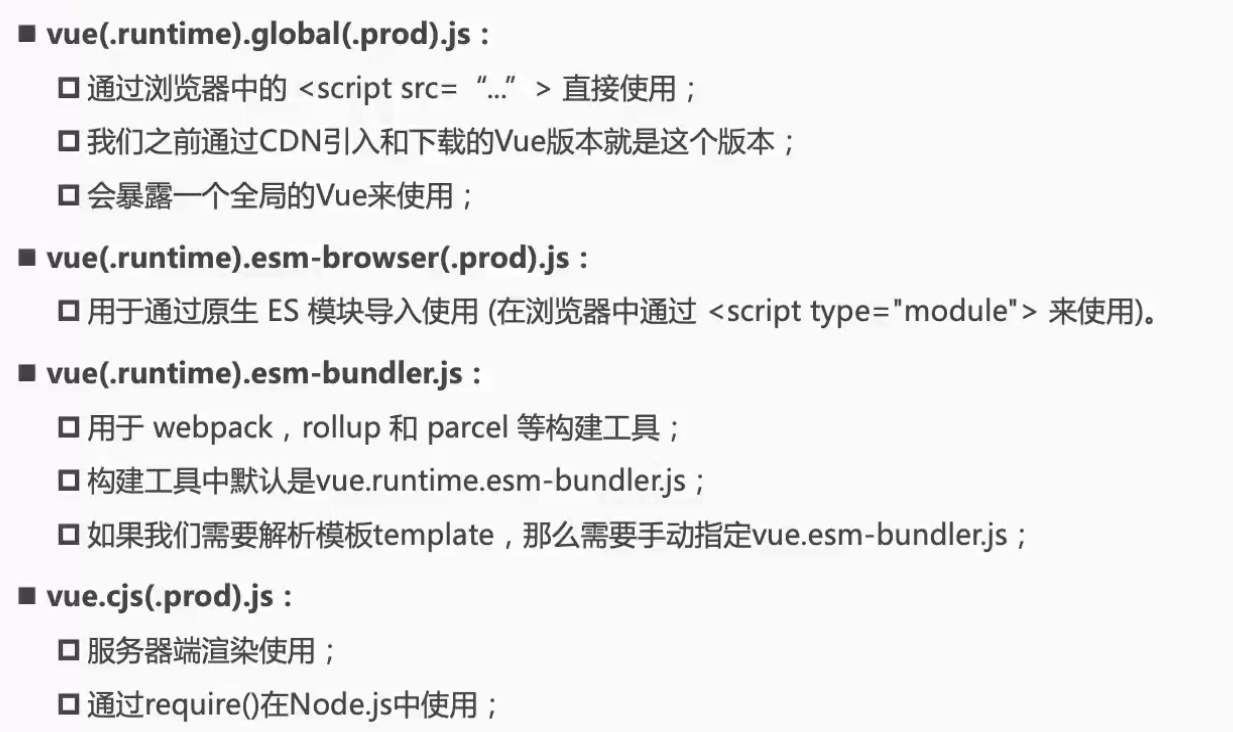 ■ vue(.runtime).global(.prod).js：
通过浏览器中的 <script src=“...”> 直接使用；
我们之前通过CDN引入和下载的Vue版本就是这个版本；
会暴露一个全局的Vue来使用；
■ vue(.runtime).esm-browser(.prod).js：
用于通过原生 ES 模块导入使用 (在浏览器中通过 <script type="module"> 来使用)。
■ vue(.runtime).esm-bundler.js：
用于 webpack，rollup 和 parcel 等构建工具；
构建工具中默认是vue.runtime.esm-bundler.js；
如果我们需要解析模板template，那么需要手动指定vue.esm-bundler.js；
■ vue.cjs(.prod).js：
服务器端渲染使用；
通过require()在Node.js中使用；